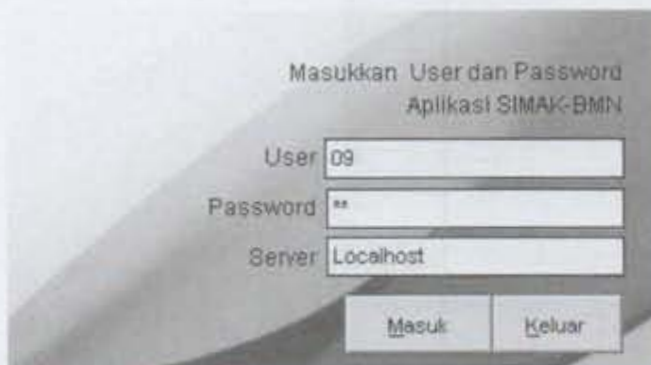 Masukkan User dan Password
Aplikasi SIMAK-BMN
User 09
Password **
Server Localhost
Masuk Keluar